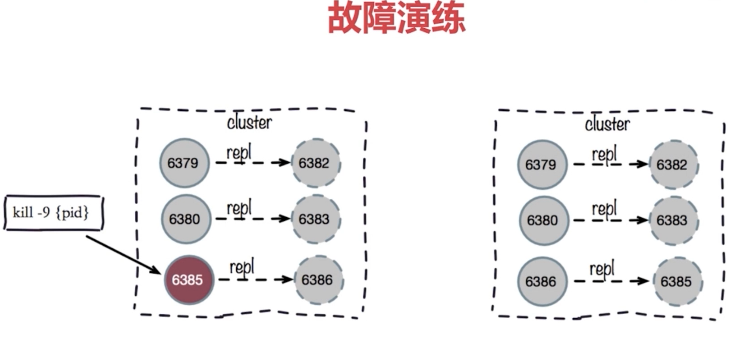 故障演练
cluster
6379 repl 6382
6380 repl 6383
kill -9 {pid}
6385 repl 6386
cluster
6379 repl 6382
6380 repl 6383
6386 repl 6385